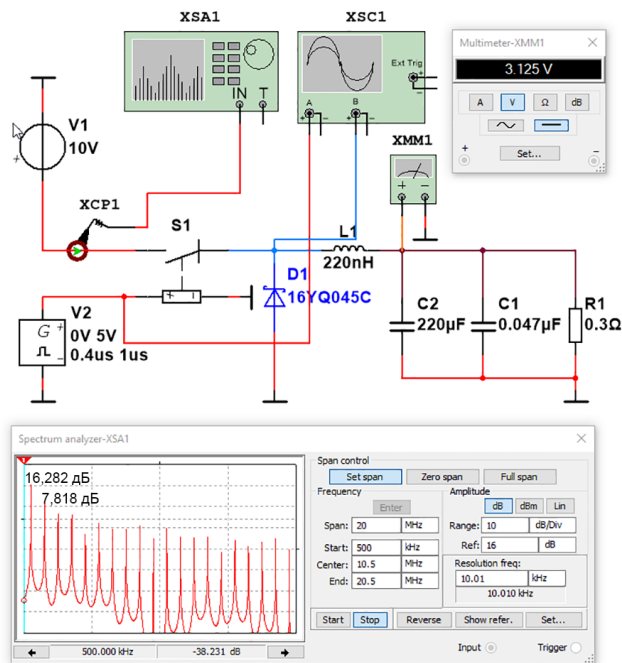 XSA1
IN T
XSC1
Ext Trig
+
-
A
B
+ - + -
Multimeter-XMM1
3.125 V
A V Ω dB
Set...
+ -
V1
10V
+
XCP1
XMM1
+ -
S1
L1
220nH
+ -
D1
16YQ045C
V2
G + -
0V 5V
0.4us 1us
C2
220µF
C1
0.047µF
R1
0.3Ω
Spectrum analyzer-XSA1
16,282 дБ
7,818 дБ
500.000 kHz -38.231 dB
Span control
Set span Zero span Full span
Frequency
Enter
Span: 20 MHz
Start: 500 kHz
Center: 10.5 MHz
End: 20.5 MHz
Amplitude
dB dBm Lin
Range: 10 dB/Div
Ref: 16 dB
Resolution freq:
10.01 kHz
10.010 kHz
Start Stop Reverse Show refer. Set...
Input Trigger